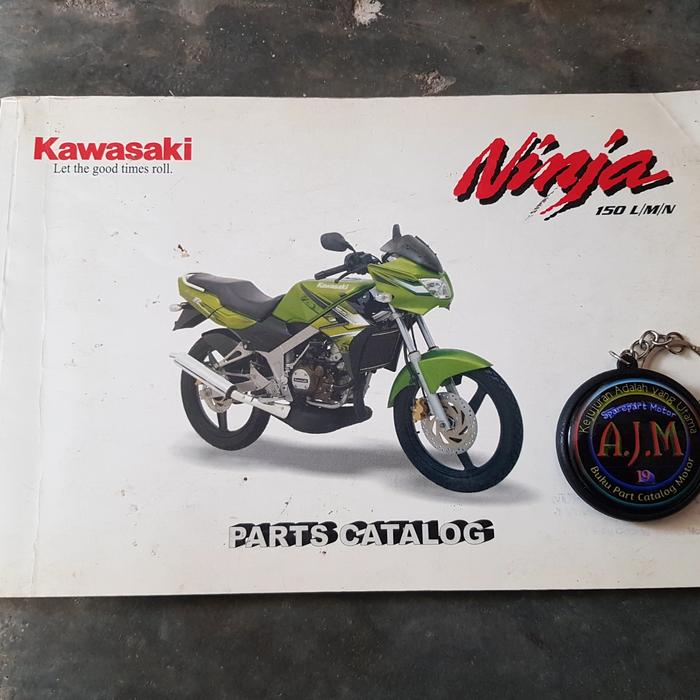 Kawasaki
Let the good times roll.
Ninja
150 L/M/N
Kawasaki
PARTS CATALOG
Kejujuran Adalah Yang Utama
Sparepart Motor
A.J.M
19
Buku Part Catalog Motor